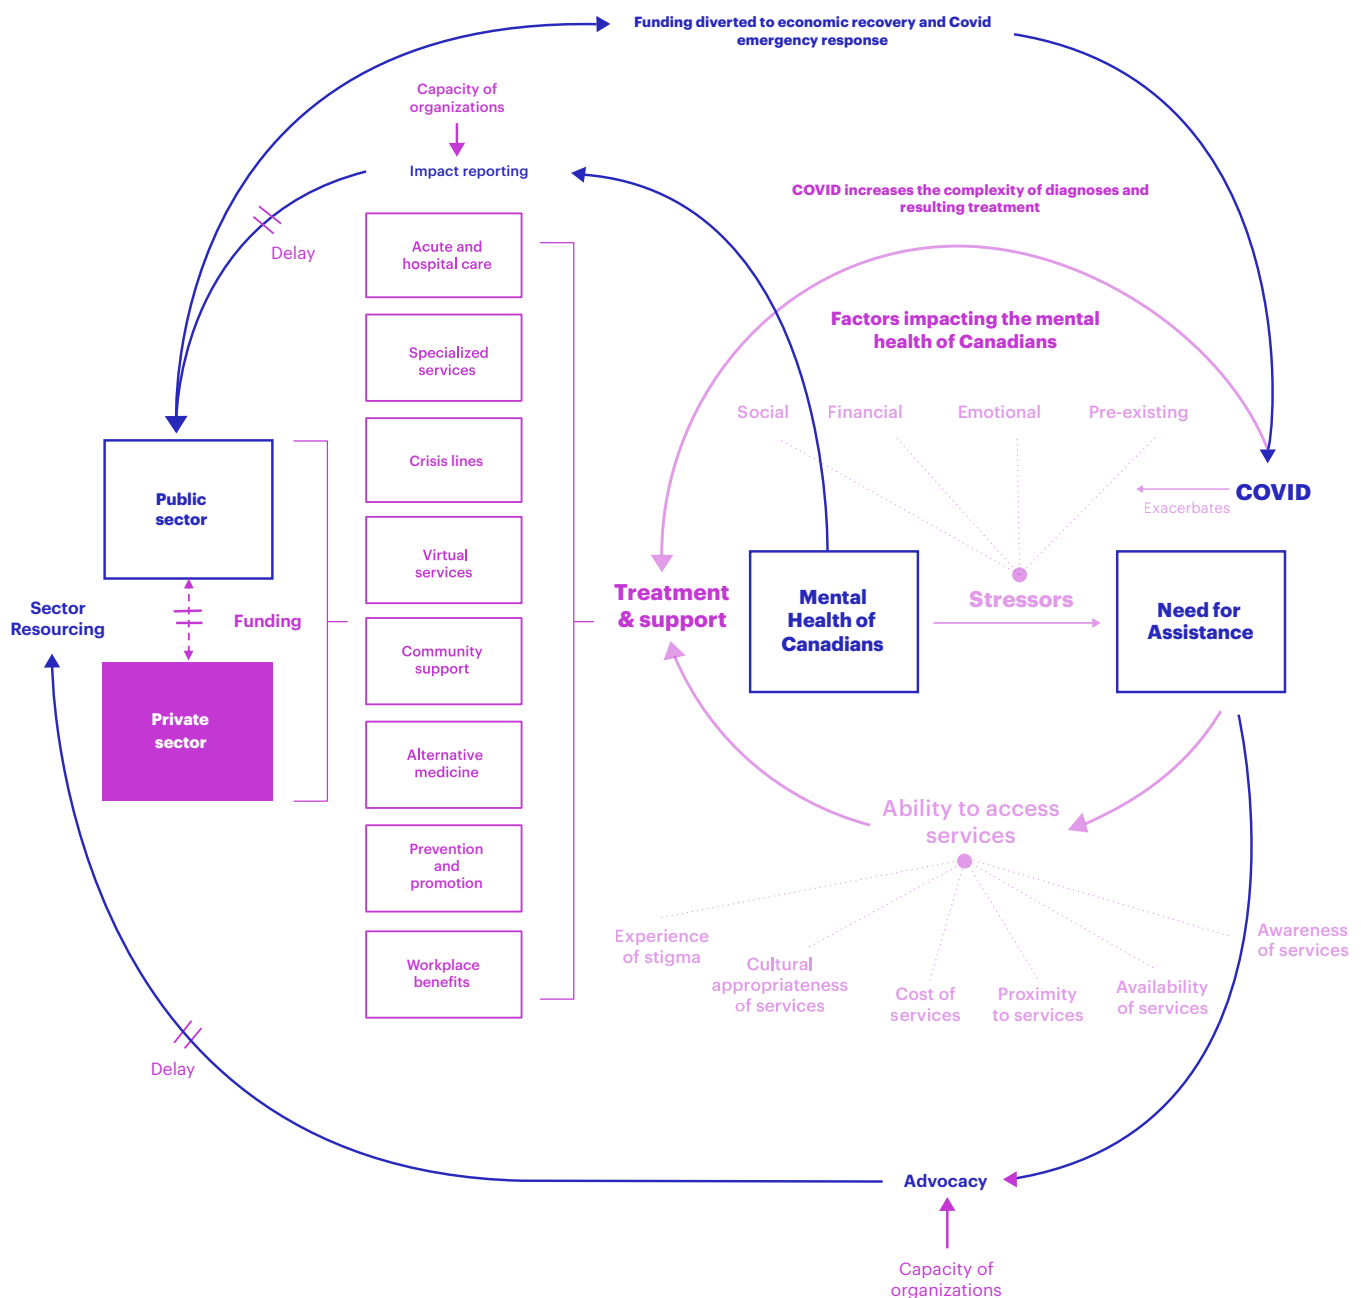 Funding diverted to economic recovery and Covid
emergency response
Capacity of
organizations
Impact reporting
Delay
COVID increases the complexity of diagnoses and
resulting treatment
Factors impacting the mental
health of Canadians
Social
Financial
Emotional
Pre-existing
COVID
Exacerbates
Acute and
hospital care
Specialized
services
Crisis lines
Virtual
services
Community
support
Alternative
medicine
Prevention
and
promotion
Workplace
benefits
Public
sector
Sector
Resourcing
Funding
Private
sector
Treatment
& support
Mental
Health of
Canadians
Stressors
Need for
Assistance
Ability to access
services
Experience
of stigma
Cultural
appropriateness
of services
Cost of
services
Proximity
to services
Availability
of services
Awareness
of services
Delay
Advocacy
Capacity of
organizations